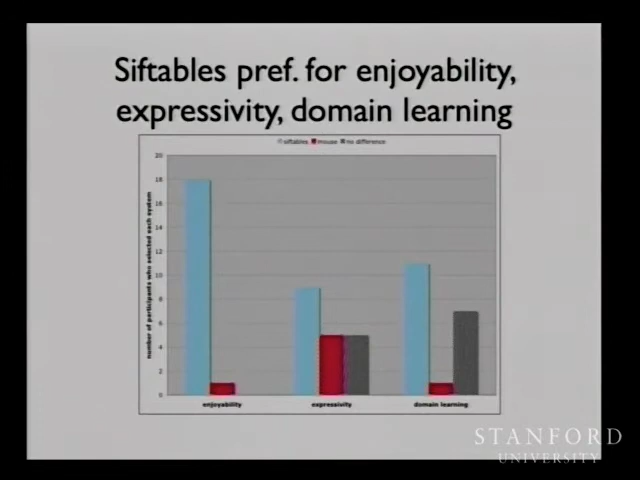 Siftables pref. for enjoyability,
expressivity, domain learning
siftables mouse no difference
20
18
16
14
12
10
8
6
4
2
0
number of participants who selected each system
enjoyability expressivity domain learning
STANFORD
UNIVERSITY